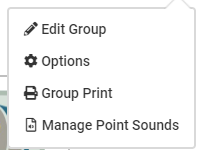 Edit Group
Options
Group Print
Manage Point Sounds